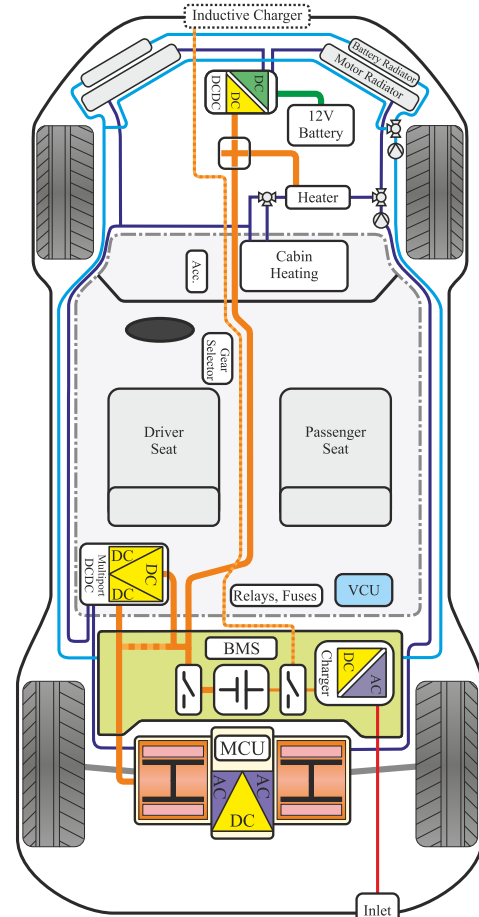 Inductive Charger
Battery Radiator
Motor Radiator
DCDC
DC
DC
12V
Battery
Heater
Acc.
Cabin
Heating
Gear
Selector
Driver
Seat
Passenger
Seat
Multiport
DCDC
DC
DC
DC
Relays, Fuses
VCU
BMS
Charger
DC
AC
MCU
AC
AC
DC
Inlet